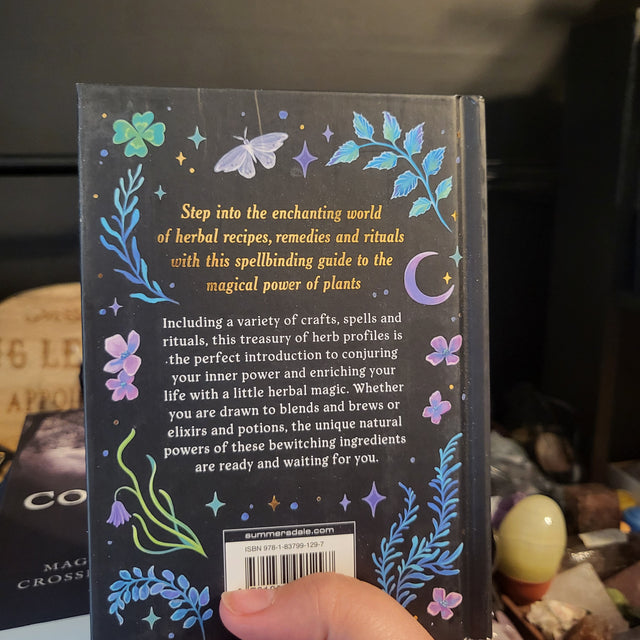 Step into the enchanting world
of herbal recipes, remedies and rituals
with this spellbinding guide to the
magical power of plants
Including a variety of crafts, spells and
rituals, this treasury of herb profiles is
the perfect introduction to conjuring
your inner power and enriching your
life with a little herbal magic. Whether
you are drawn to blends and brews or
elixirs and potions, the unique natural
powers of these bewitching ingredients
are ready and waiting for you.
summersdale.com
ISBN 978-1-83799-129-7
CO
MAG
CROSS